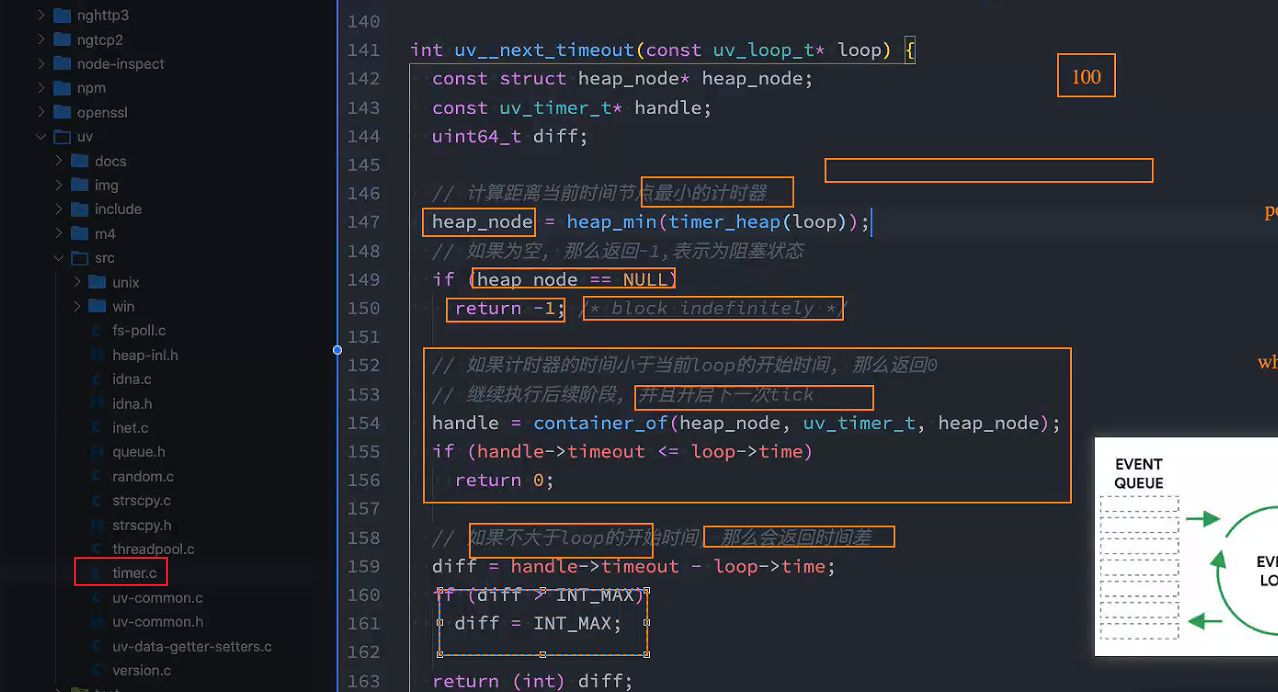 nghttp3
ngtcp2
node-inspect
npm
openssl
uv
docs
img
include
m4
src
unix
win
C fs-poll.c
H heap-inl.h
C idna.c
H idna.h
C inet.c
H queue.h
C random.c
C strscpy.c
H strscpy.h
C threadpool.c
C timer.c
C uv-common.c
H uv-common.h
C uv-data-getter-setters.c
C version.c
140
141 int uv__next_timeout(const uv_loop_t* loop) {
142 const struct heap_node* heap_node;
143 const uv_timer_t* handle;
144 uint64_t diff;
145
146 // 计算距离当前时间节点最小的计时器
147 heap_node = heap_min(timer_heap(loop));
148 // 如果为空, 那么返回-1,表示为阻塞状态
149 if (heap_node == NULL)
150 return -1; /* block indefinitely */
151
152 // 如果计时器的时间小于当前loop的开始时间, 那么返回0
153 // 继续执行后续阶段, 并且开启下一次tick
154 handle = container_of(heap_node, uv_timer_t, heap_node);
155 if (handle->timeout <= loop->time)
156 return 0;
157
158 // 如果不大于loop的开始时间, 那么会返回时间差
159 diff = handle->timeout - loop->time;
160 if (diff > INT_MAX)
161 diff = INT_MAX;
162
163 return (int) diff;
100
EVENT
QUEUE